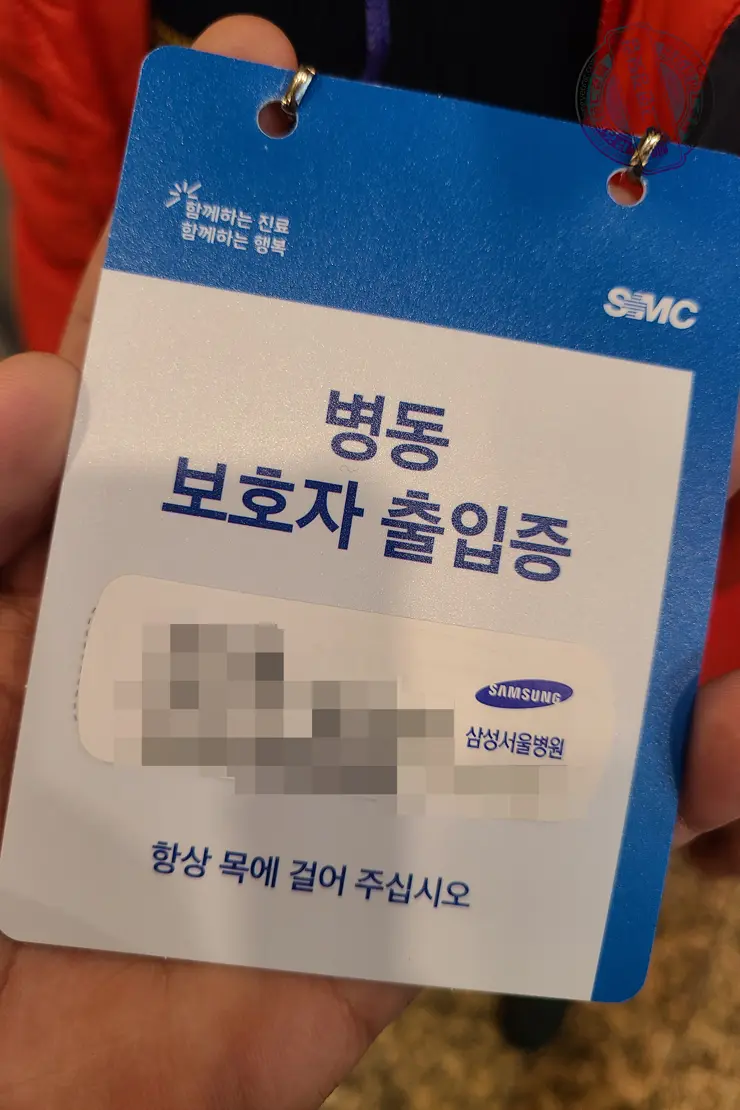 함께하는 진료
함께하는 행복
SMC
병동
보호자 출입증
SAMSUNG
삼성서울병원
항상 목에 걸어 주십시오